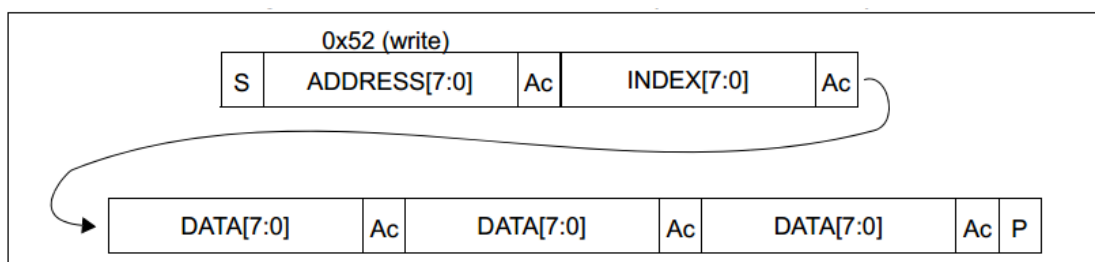 0x52 (write)
S ADDRESS[7:0] Ac INDEX[7:0] Ac
DATA[7:0] Ac DATA[7:0] Ac DATA[7:0] Ac P